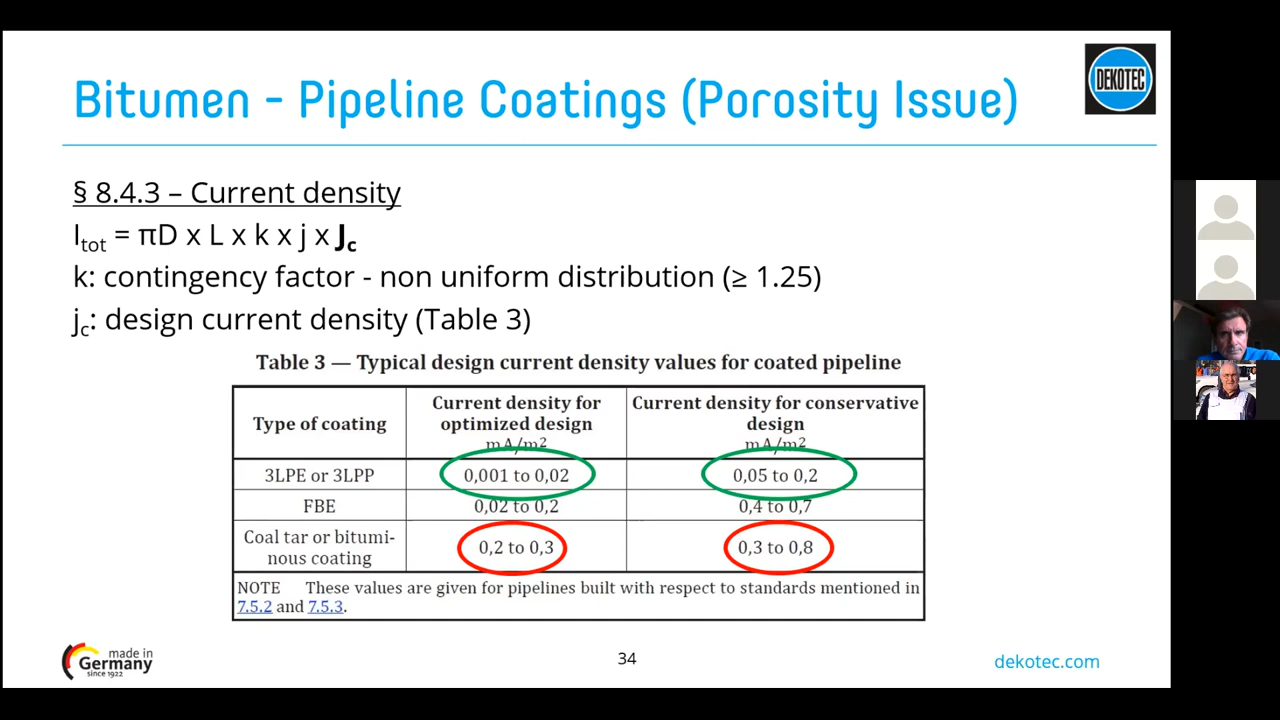 Bitumen - Pipeline Coatings (Porosity Issue)
DEKOTEC
§ 8.4.3 – Current density
Itot = πD x L x k x j x Jc
k: contingency factor - non uniform distribution (≥ 1.25)
jc: design current density (Table 3)
Table 3 — Typical design current density values for coated pipeline
Type of coating
Current density for
optimized design
mA/m2
Current density for conservative
design
mA/m2
3LPE or 3LPP
0,001 to 0,02
0,05 to 0,2
FBE
0,02 to 0,2
0,4 to 0,7
Coal tar or bitumi-
nous coating
0,2 to 0,3
0,3 to 0,8
NOTE These values are given for pipelines built with respect to standards mentioned in
7.5.2 and 7.5.3.
made in
Germany
since 1922
34
dekotec.com